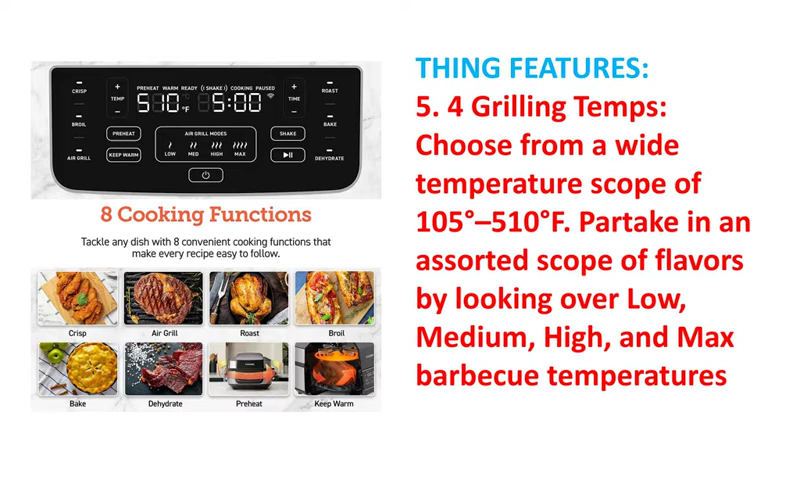 THING FEATURES:
5. 4 Grilling Temps:
Choose from a wide
temperature scope of
105°–510°F. Partake in an
assorted scope of flavors
by looking over Low,
Medium, High, and Max
barbecue temperatures
CRISP
BROIL
AIR GRILL
+
TEMP
−
PREHEAT WARM READY ((SHAKE)) COOKING PAUSED
510°F 5:00
+
TIME
−
ROAST
BAKE
DEHYDRATE
PREHEAT
KEEP WARM
AIR GRILL MODES
LOW MED HIGH MAX
SHAKE
8 Cooking Functions
Tackle any dish with 8 convenient cooking functions that
make every recipe easy to follow.
Crisp Air Grill Roast Broil
Bake Dehydrate Preheat Keep Warm